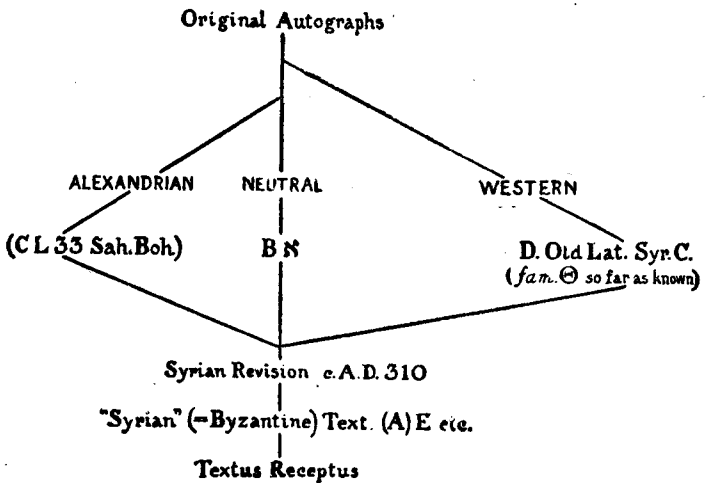 Original Autographs
ALEXANDRIAN NEUTRAL WESTERN
(C L 33 Sah. Boh.) B ℵ D. Old Lat. Syr. C.
(fam. Θ so far as known)
Syrian Revision c. A.D. 310
"Syrian" (=Byzantine) Text. (A) E etc.
Textus Receptus